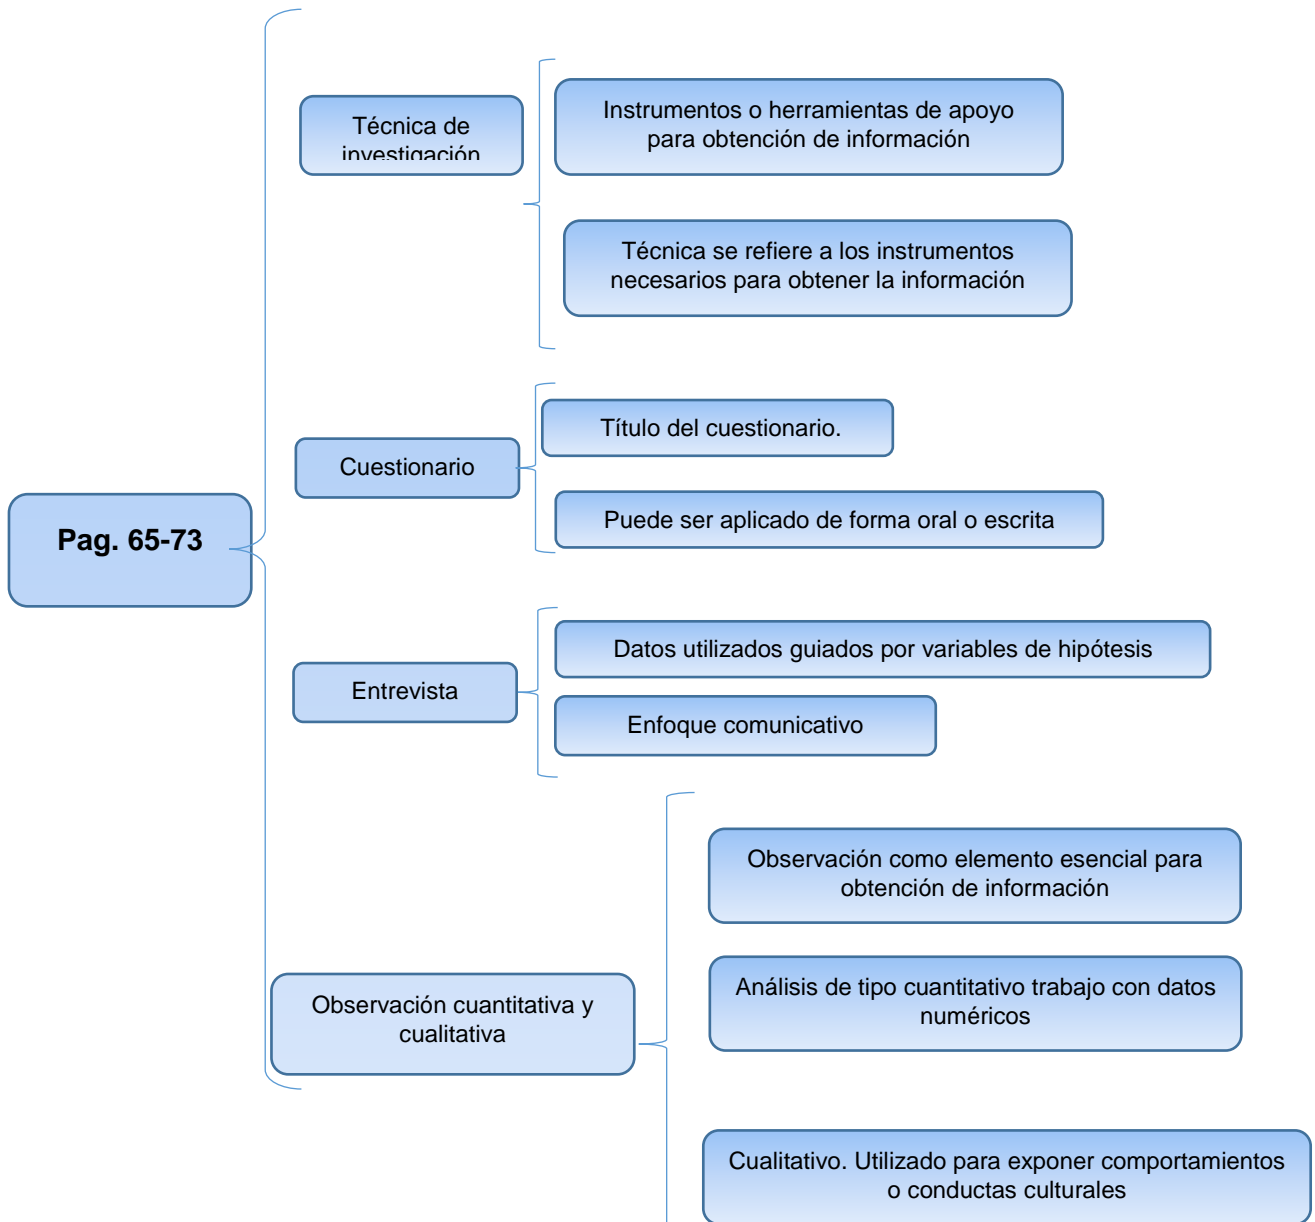 Técnica de
investigación
Instrumentos o herramientas de apoyo
para obtención de información
Técnica se refiere a los instrumentos
necesarios para obtener la información
Cuestionario
Título del cuestionario.
Puede ser aplicado de forma oral o escrita
Pag. 65-73
Entrevista
Datos utilizados guiados por variables de hipótesis
Enfoque comunicativo
Observación cuantitativa y
cualitativa
Observación como elemento esencial para
obtención de información
Análisis de tipo cuantitativo trabajo con datos
numéricos
Cualitativo. Utilizado para exponer comportamientos
o conductas culturales